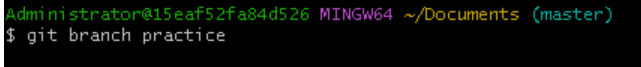 Administrator@15eaf52fa84d526 MINGW64 ~/Documents (master)
$ git branch practice